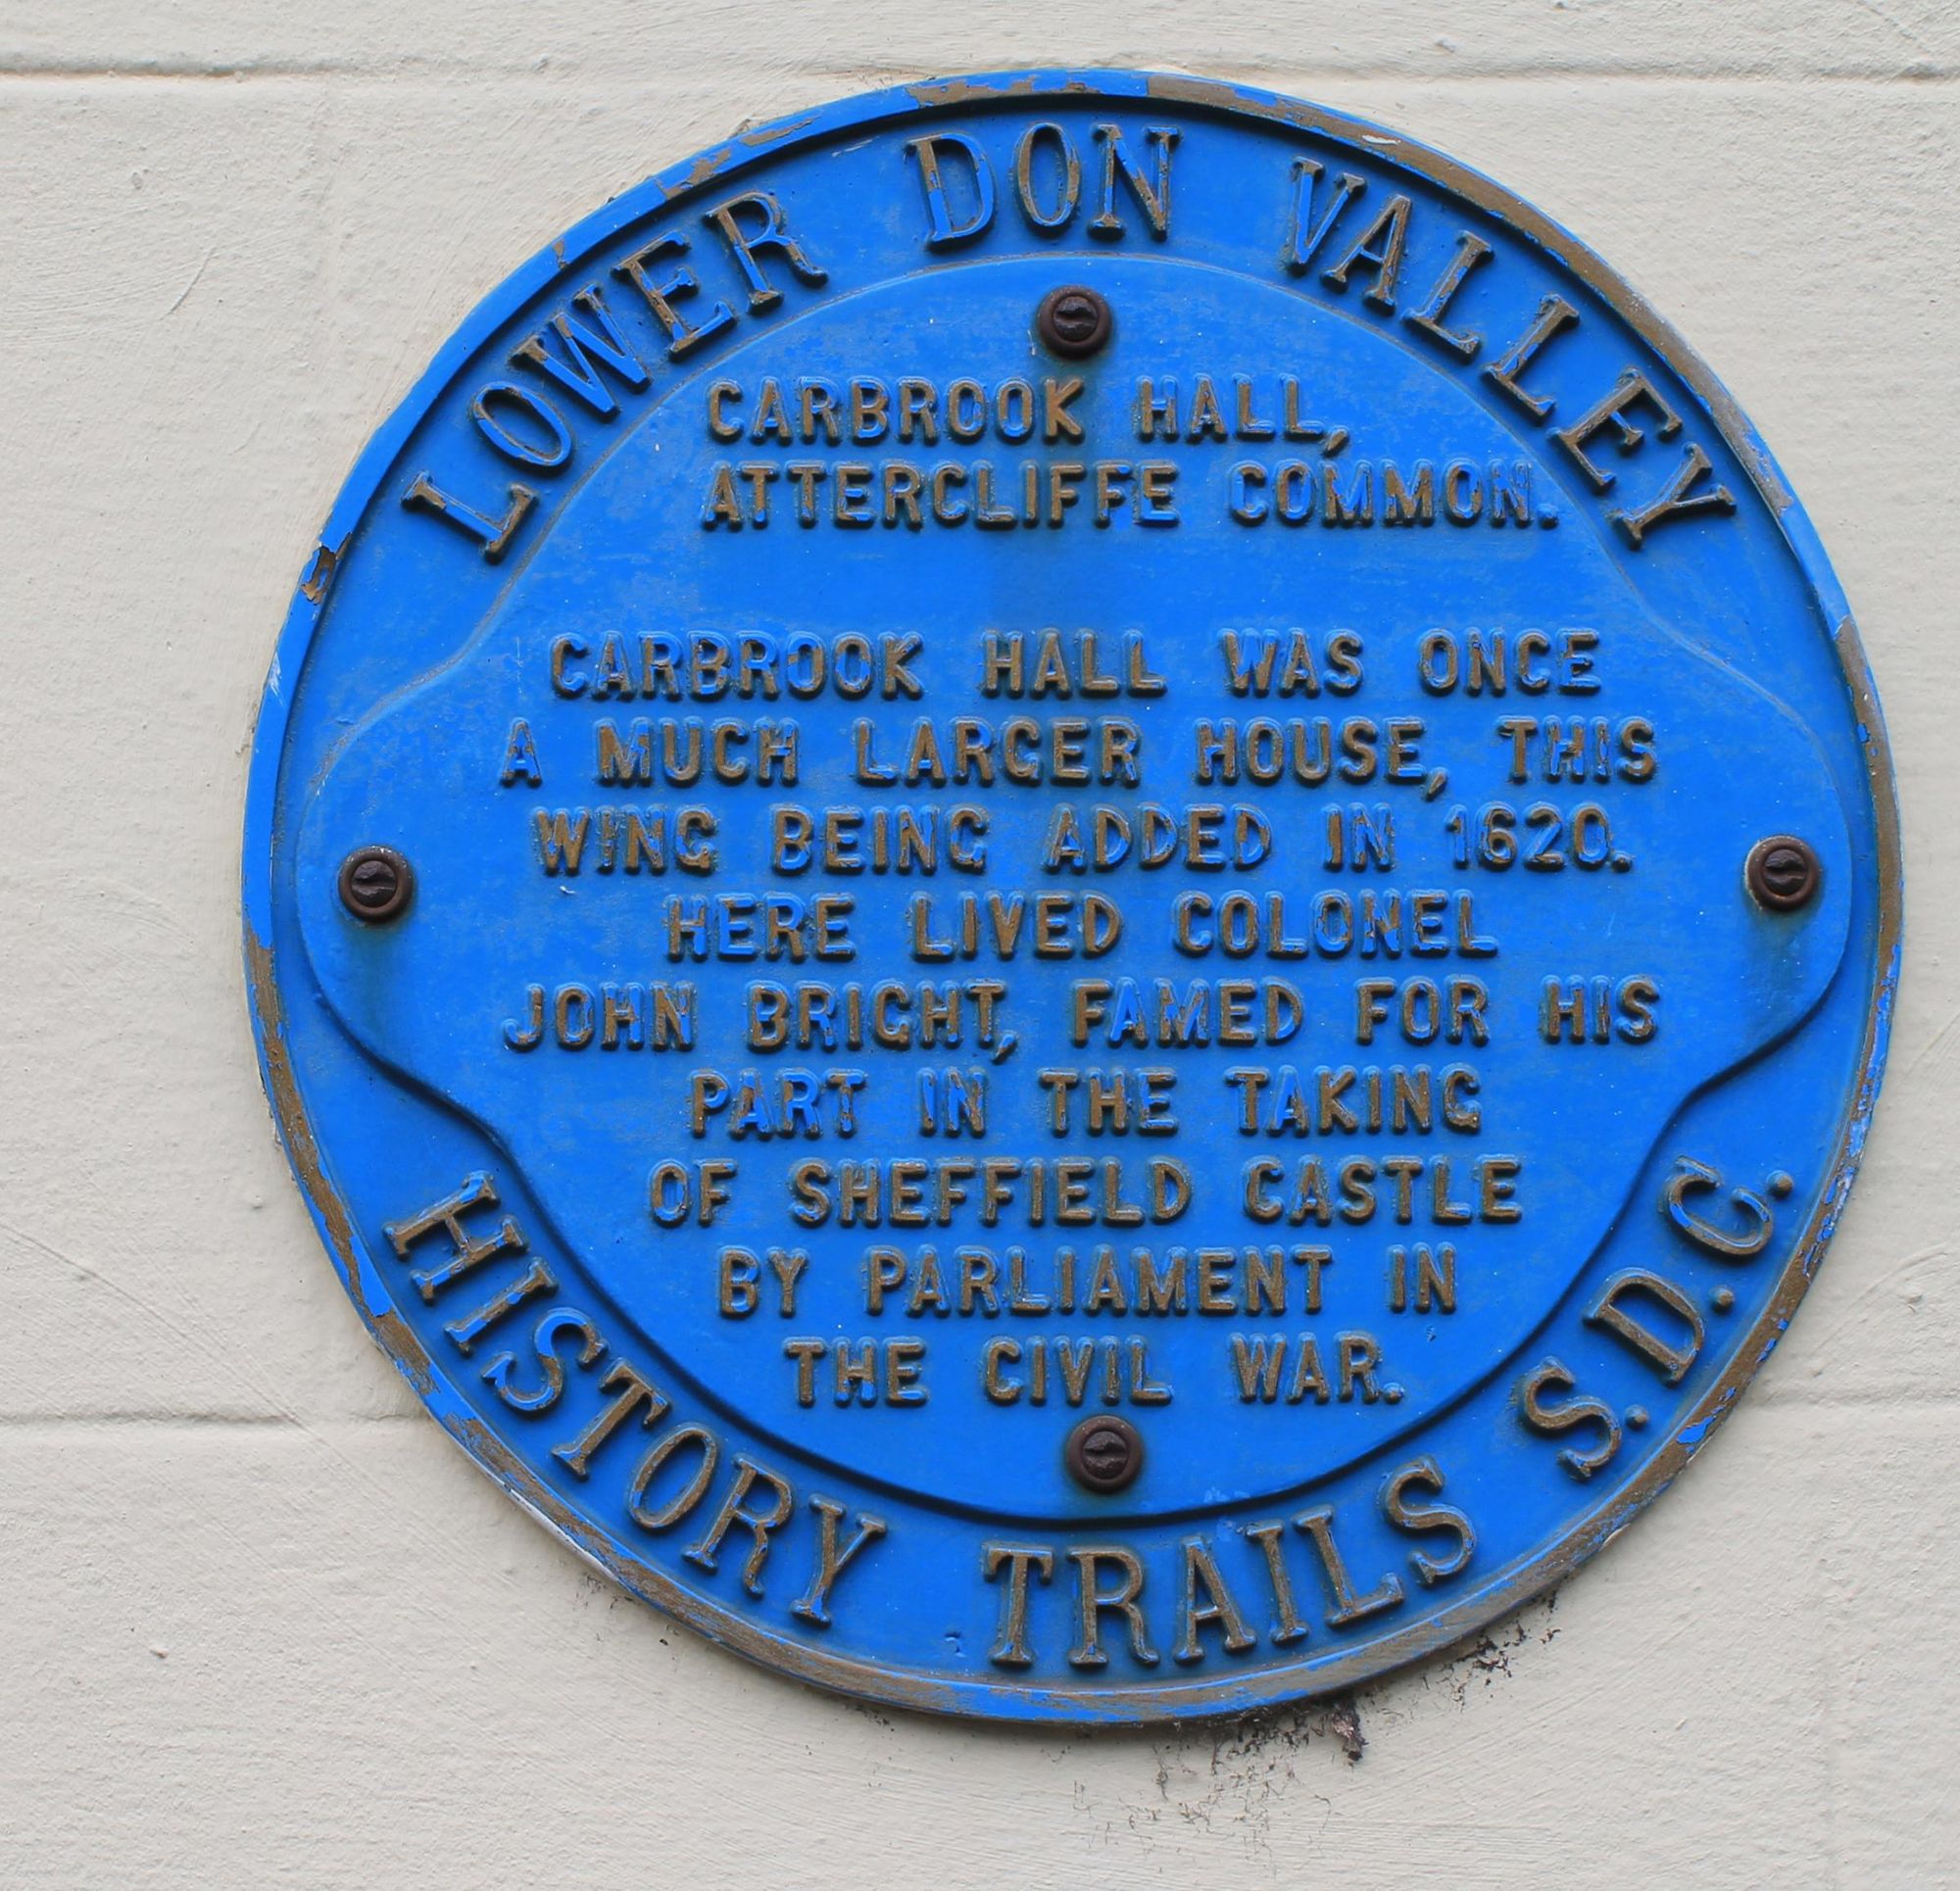 LOWER DON VALLEY
CARBROOK HALL,
ATTERCLIFFE COMMON.
CARBROOK HALL WAS ONCE
A MUCH LARGER HOUSE, THIS
WING BEING ADDED IN 1620.
HERE LIVED COLONEL
JOHN BRIGHT, FAMED FOR HIS
PART IN THE TAKING
OF SHEFFIELD CASTLE
BY PARLIAMENT IN
THE CIVIL WAR.
HISTORY TRAILS S.D.C.